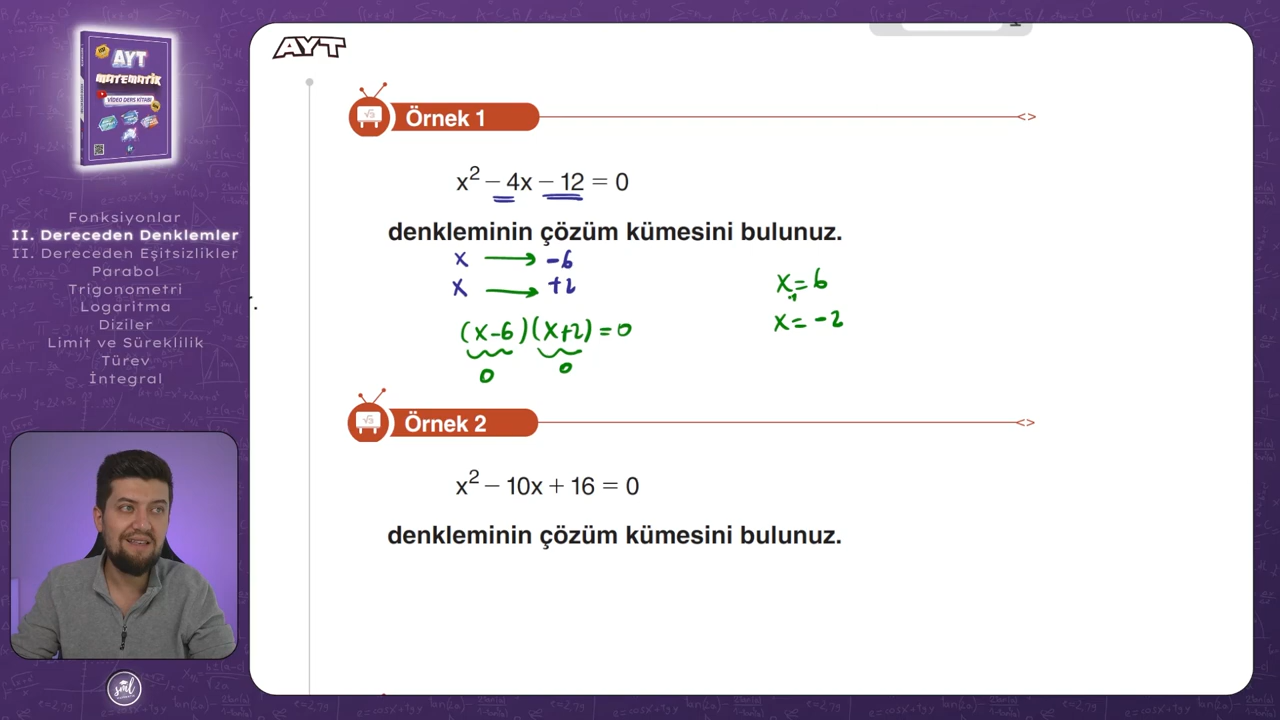 AYT
MATEMATİK
VİDEO DERS KİTABI
Fonksiyonlar
II. Dereceden Denklemler
II. Dereceden Eşitsizlikler
Parabol
Trigonometri
Logaritma
Diziler
Limit ve Süreklilik
Türev
İntegral
sml
AYT
Örnek 1
x² − 4x − 12 = 0
denkleminin çözüm kümesini bulunuz.
x → -6
x → +2
(x-6)(x+2) = 0
0 0
x = 6
x = -2
Örnek 2
x² − 10x + 16 = 0
denkleminin çözüm kümesini bulunuz.